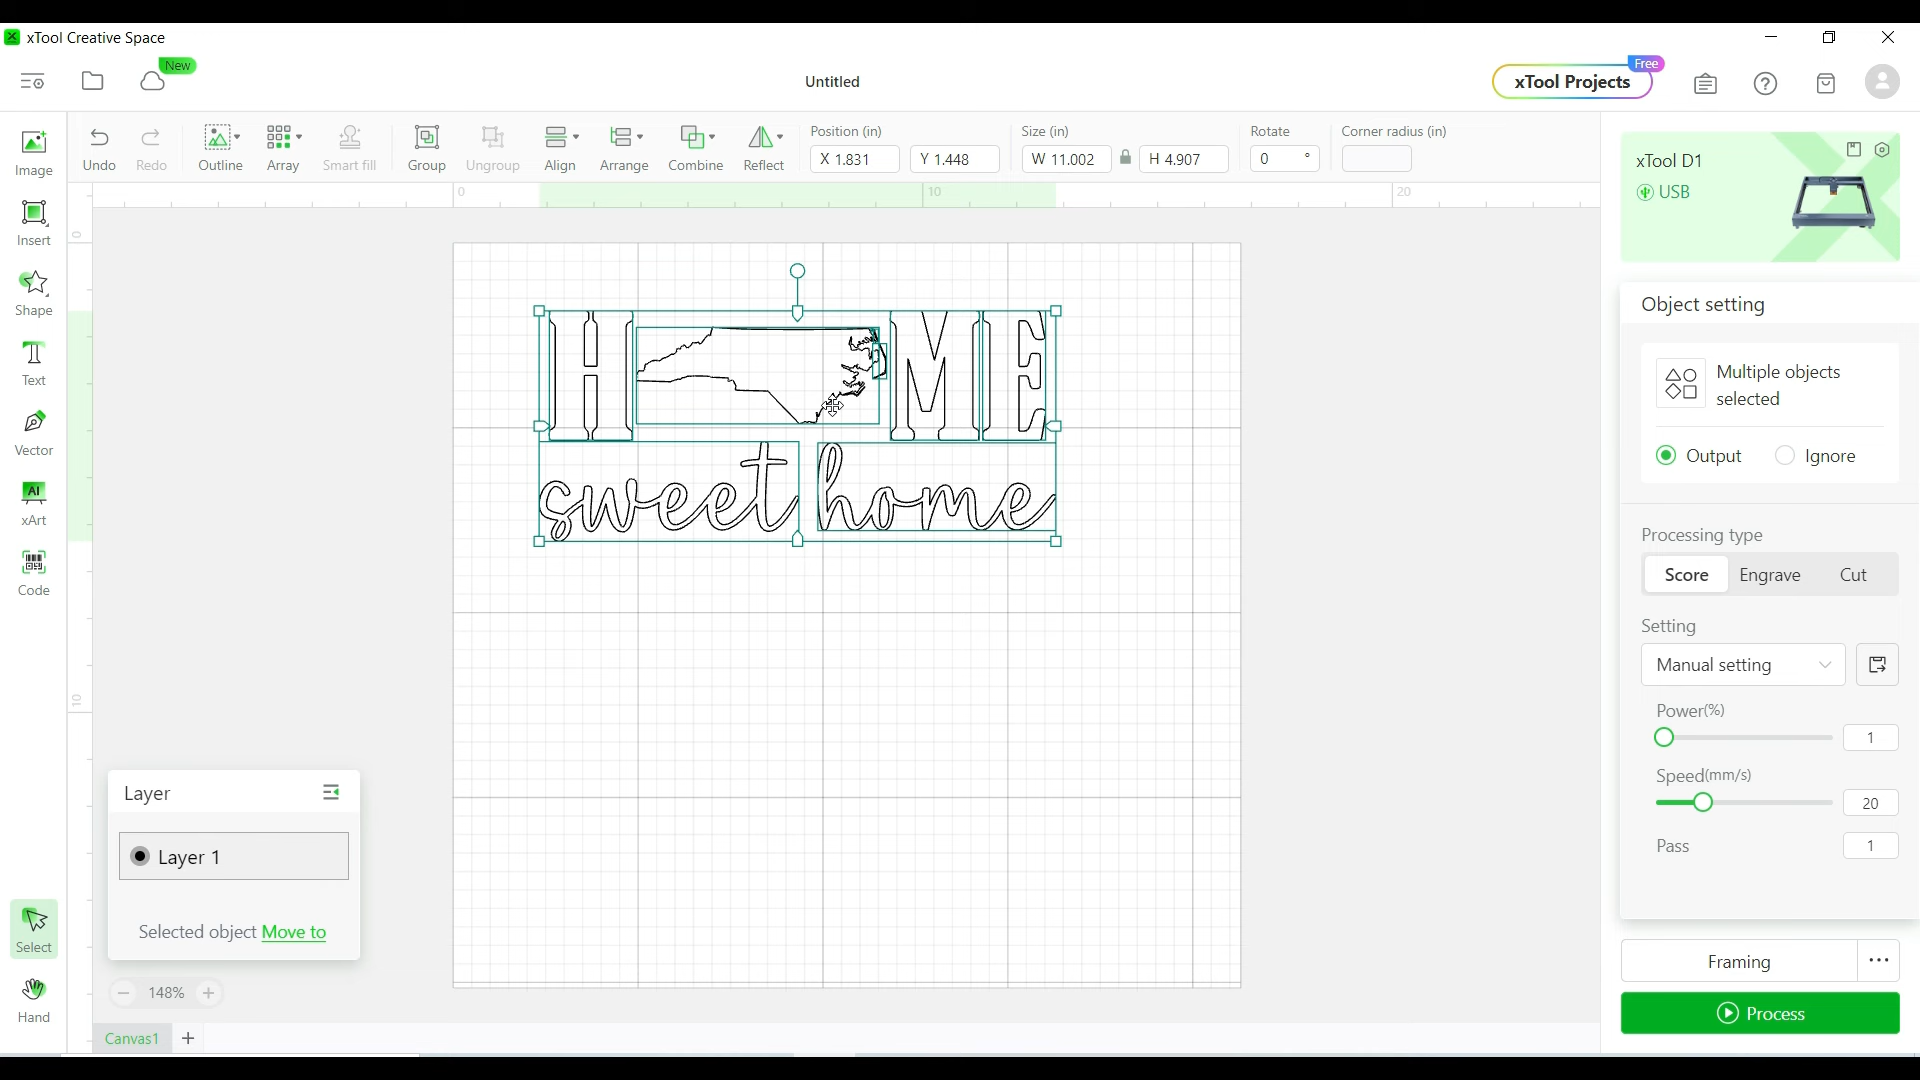 xTool Creative Space
New
Untitled
xTool Projects
Free
Undo
Redo
Outline
Array
Smart fill
Group
Ungroup
Align
Arrange
Combine
Reflect
Position (in)
X 1.831
Y 1.448
Size (in)
W 11.002
H 4.907
Rotate
0 °
Corner radius (in)
Image
Insert
Shape
Text
Vector
AI
xArt
Code
Select
Hand
0
10
20
0
10
H ME
sweet home
Layer
Layer 1
Selected object Move to
148%
Canvas1
xTool D1
USB
Object setting
Multiple objects
selected
Output
Ignore
Processing type
Score
Engrave
Cut
Setting
Manual setting
Power(%)
1
Speed(mm/s)
20
Pass
1
Framing
Process